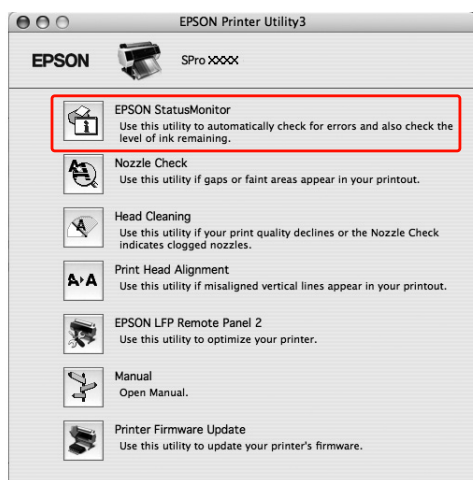 EPSON Printer Utility3
EPSON
SPro XXXX
EPSON StatusMonitor
Use this utility to automatically check for errors and also check the
level of ink remaining.
Nozzle Check
Use this utility if gaps or faint areas appear in your printout.
Head Cleaning
Use this utility if your print quality declines or the Nozzle Check
indicates clogged nozzles.
Print Head Alignment
Use this utility if misaligned vertical lines appear in your printout.
EPSON LFP Remote Panel 2
Use this utility to optimize your printer.
Manual
Open Manual.
Printer Firmware Update
Use this utility to update your printer's firmware.